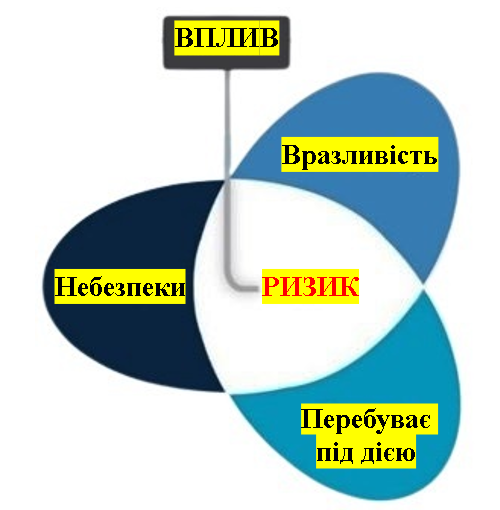 ВПЛИВ
Вразливість
Небезпеки
РИЗИК
Перебуває
під дією